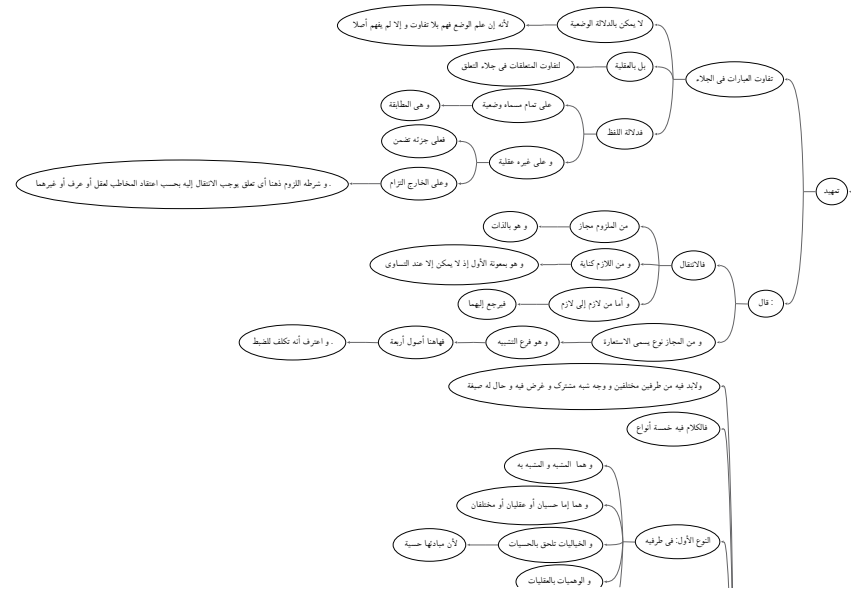 تمهيد
تفاوت العبارات فى الجلاء
لا يمكن بالدلالة الوضعية
لأنه إن علم الوضع فهم بلا تفاوت و إلا لم يفهم أصلا
بل بالعقلية
لتفاوت المتعلقات فى جلاء التعلق
فدلالة اللفظ
على تمام مسماه وضعية
و هى المطابقة
و على غيره عقلية
فعلى جزئه تضمن
وعلى الخارج التزام
. و شرطه اللزوم ذهنا أى تعلق يوجب الانتقال إليه بحسب اعتقاد المخاطب لعقل أو عرف أو غيرهما
: قال
فالانتقال
من الملزوم مجاز
و هو بالذات
و من اللازم كناية
و هو بمعونة الأول إذ لا يمكن إلا عند التساوى
و أما من لازم إلى لازم
فيرجع إليهما
و من المجاز نوع يسمى الاستعارة
و هو فرع التشبيه
فهاهنا أصول أربعة
. و اعترف أنه تكلف للضبط
ولابد فيه من طرفين مختلفين و وجه شبه مشترك و غرض فيه و حال له صيغة
فالكلام فيه خمسة أنواع
النوع الأول: فى طرفيه
و هما المشبه و المشبه به
و هما إما حسيان أو عقليان أو مختلفان
و الخياليات تلحق بالحسيات
لأن مبادئها حسية
و الوهميات بالعقليات